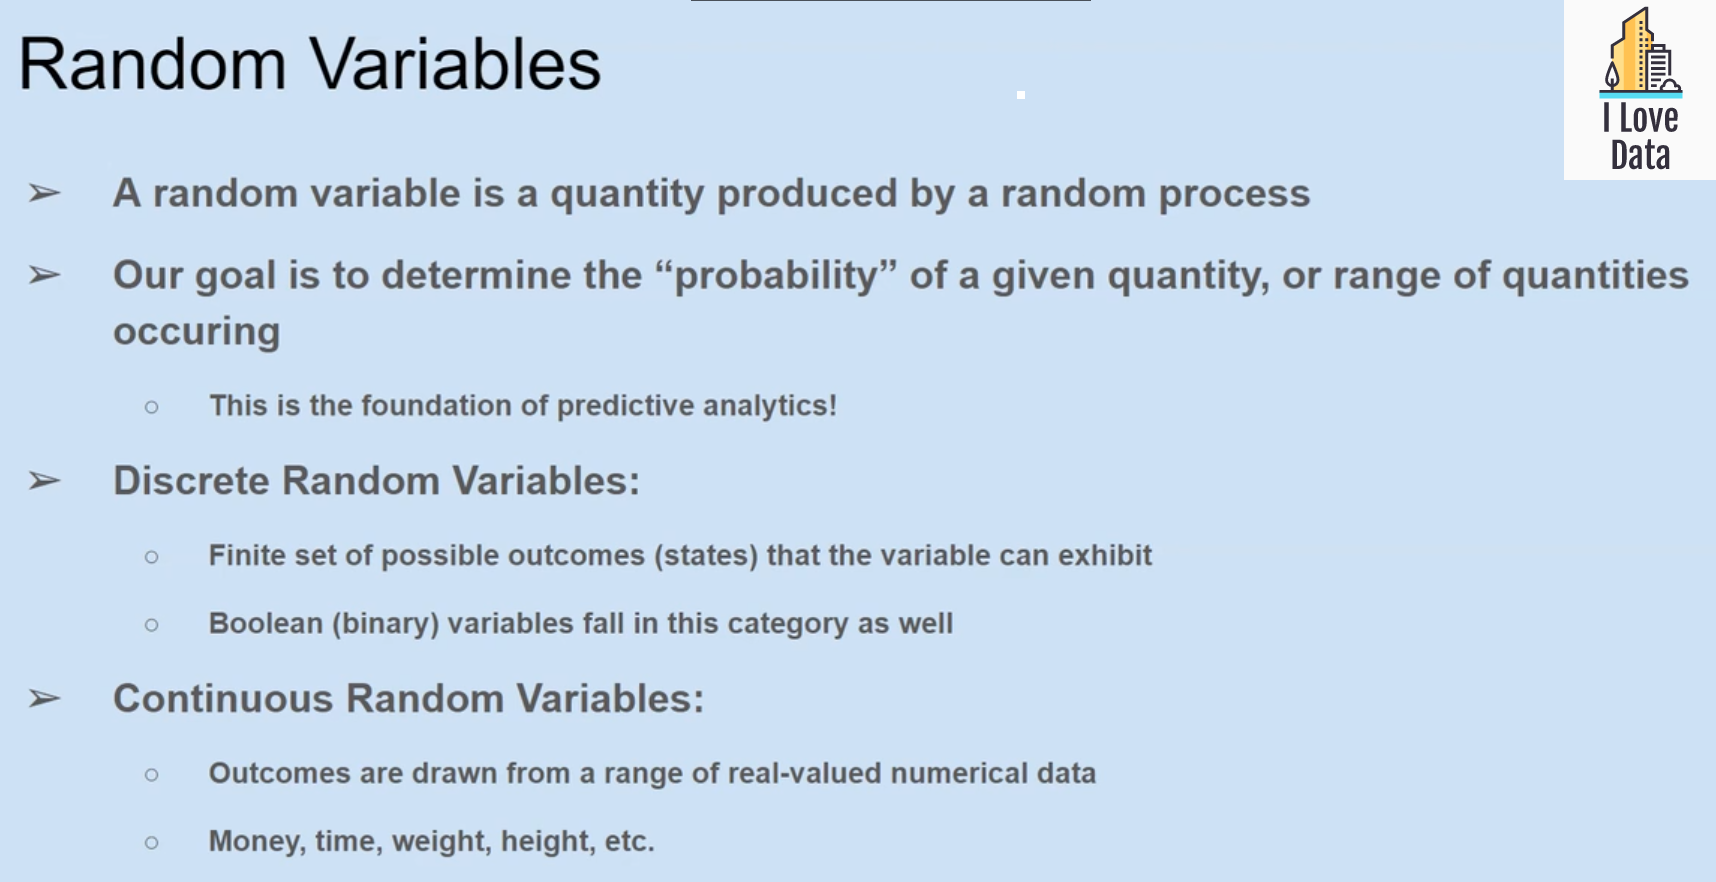 Random Variables
I Love
Data
➢ A random variable is a quantity produced by a random process
➢ Our goal is to determine the “probability” of a given quantity, or range of quantities
occuring
○ This is the foundation of predictive analytics!
➢ Discrete Random Variables:
○ Finite set of possible outcomes (states) that the variable can exhibit
○ Boolean (binary) variables fall in this category as well
➢ Continuous Random Variables:
○ Outcomes are drawn from a range of real-valued numerical data
○ Money, time, weight, height, etc.